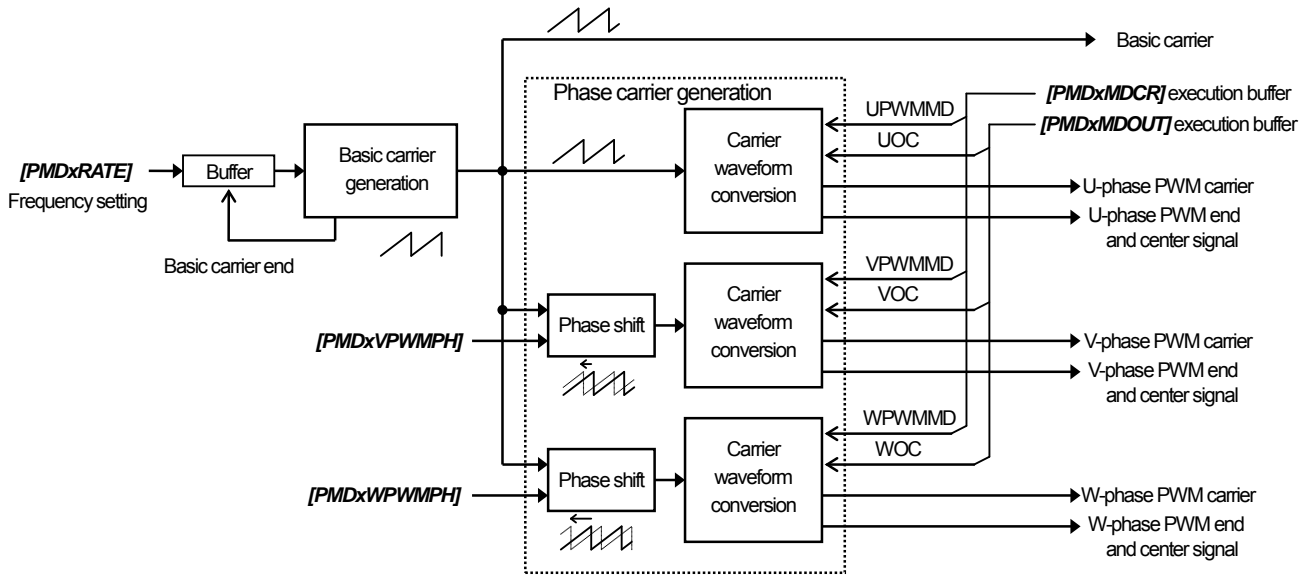 Basic carrier
Phase carrier generation
[PMDxMDCR] execution buffer
UPWMMD
[PMDxMDOUT] execution buffer
Carrier
waveform
conversion
UOC
Basic carrier
generation
[PMDxRATE]
Buffer
Frequency setting
U-phase PWM carrier
U-phase PWM end
and center signal
Basic carrier end
VPWMMD
Carrier
waveform
conversion
VOC
Phase shift
[PMDxVPWMPH]
V-phase PWM carrier
V-phase PWM end
and center signal
WPWMMD
Carrier
waveform
conversion
WOC
Phase shift
[PMDxWPWMPH]
W-phase PWM carrier
W-phase PWM end
and center signal